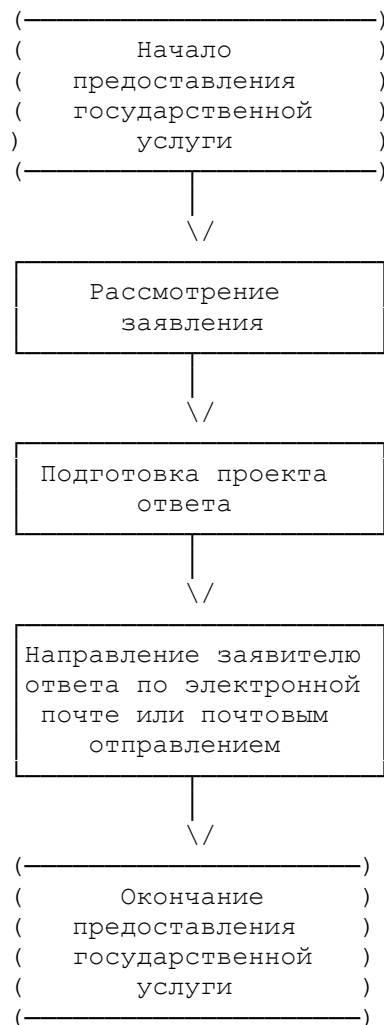 Начало
предоставления
государственной
услуги
Рассмотрение
заявления
Подготовка проекта
ответа
Направление заявителю
ответа по электронной
почте или почтовым
отправлением
Окончание
предоставления
государственной
услуги